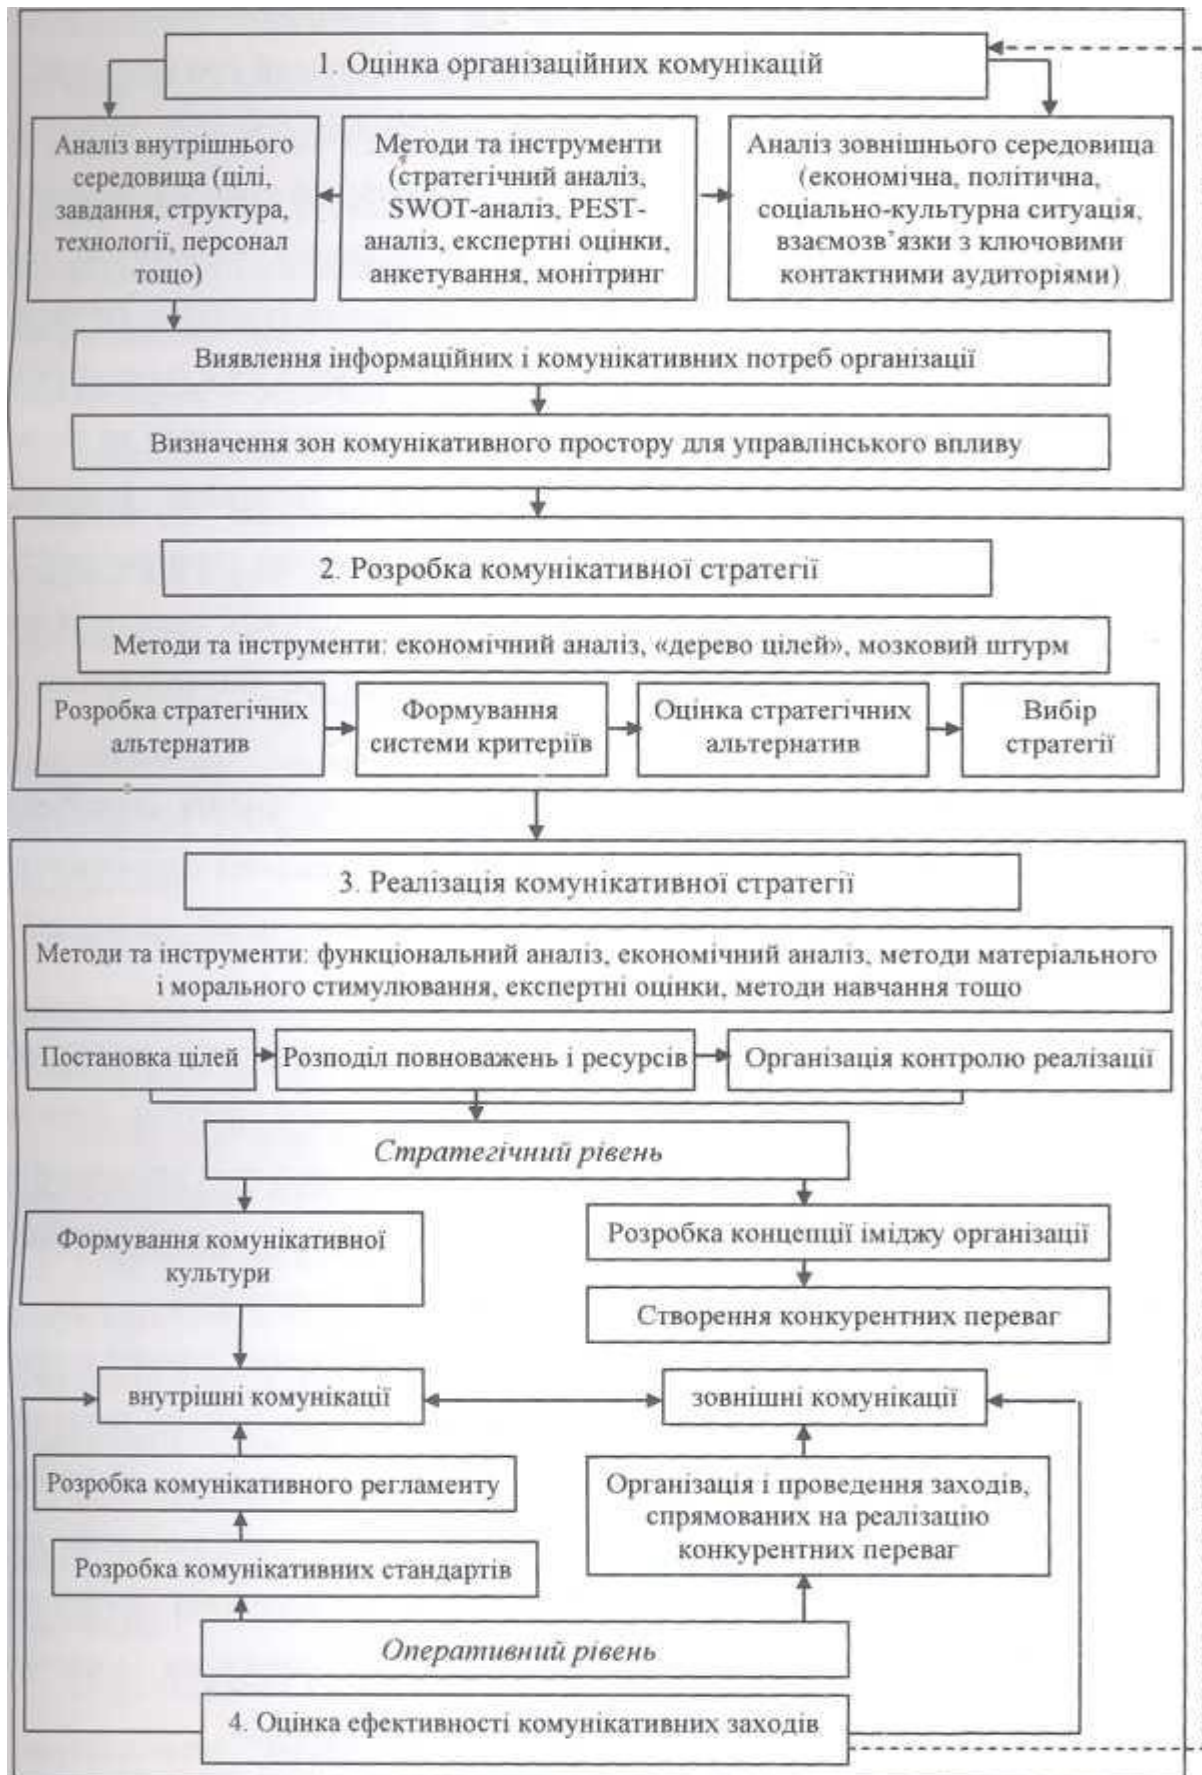 1. Оцінка організаційних комунікацій
Аналіз внутрішнього
середовища (цілі,
завдання, структура,
технології, персонал
тощо)
Методи та інструменти
(стратегічний аналіз,
SWOT-аналіз, PEST-
аналіз, експертні оцінки,
анкетування, монітринг
Аналіз зовнішнього середовища
(економічна, політична,
соціально-культурна ситуація,
взаємозв’язки з ключовими
контактними аудиторіями)
Виявлення інформаційних і комунікативних потреб організації
Визначення зон комунікативного простору для управлінського впливу
2. Розробка комунікативної стратегії
Методи та інструменти: економічний аналіз, «дерево цілей», мозковий штурм
Розробка стратегічних
альтернатив
Формування
системи критеріїв
Оцінка стратегічних
альтернатив
Вибір
стратегії
3. Реалізація комунікативної стратегії
Методи та інструменти: функціональний аналіз, економічний аналіз, методи матеріального
і морального стимулювання, експертні оцінки, методи навчання тощо
Постановка цілей
Розподіл повноважень і ресурсів
Організація контролю реалізації
Стратегічний рівень
Формування комунікативної
культури
Розробка концепції іміджу організації
Створення конкурентних переваг
внутрішні комунікації
зовнішні комунікації
Розробка комунікативного регламенту
Організація і проведення заходів,
спрямованих на реалізацію
конкурентних переваг
Розробка комунікативних стандартів
Оперативний рівень
4. Оцінка ефективності комунікативних заходів